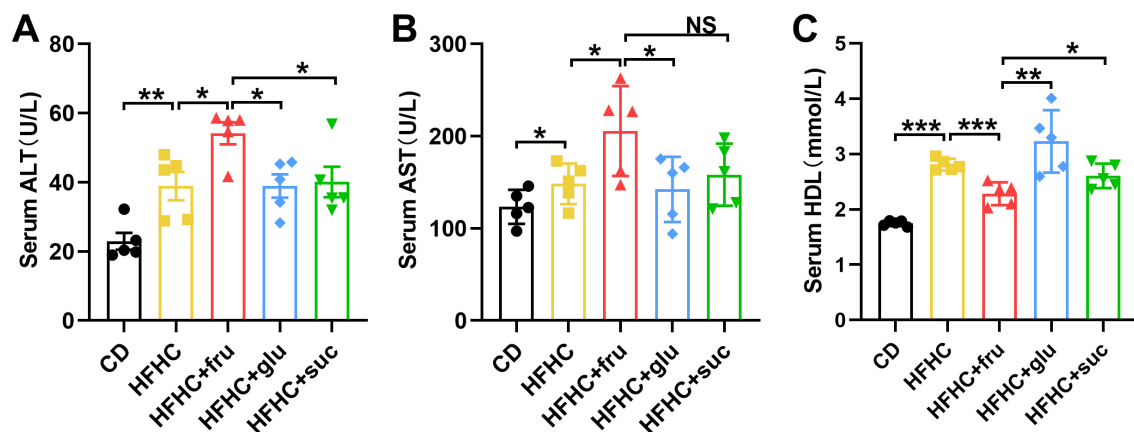 A
Serum ALT (U/L)
80
60
40
20
0
**
*
*
*
CD
HFHC
HFHC+fru
HFHC+glu
HFHC+suc
B
Serum AST(U/L)
300
200
100
0
*
*
*
NS
CD
HFHC
HFHC+fru
HFHC+glu
HFHC+suc
C
Serum HDL(mmol/L)
5
4
3
2
1
0
***
***
**
*
CD
HFHC
HFHC+fru
HFHC+glu
HFHC+suc